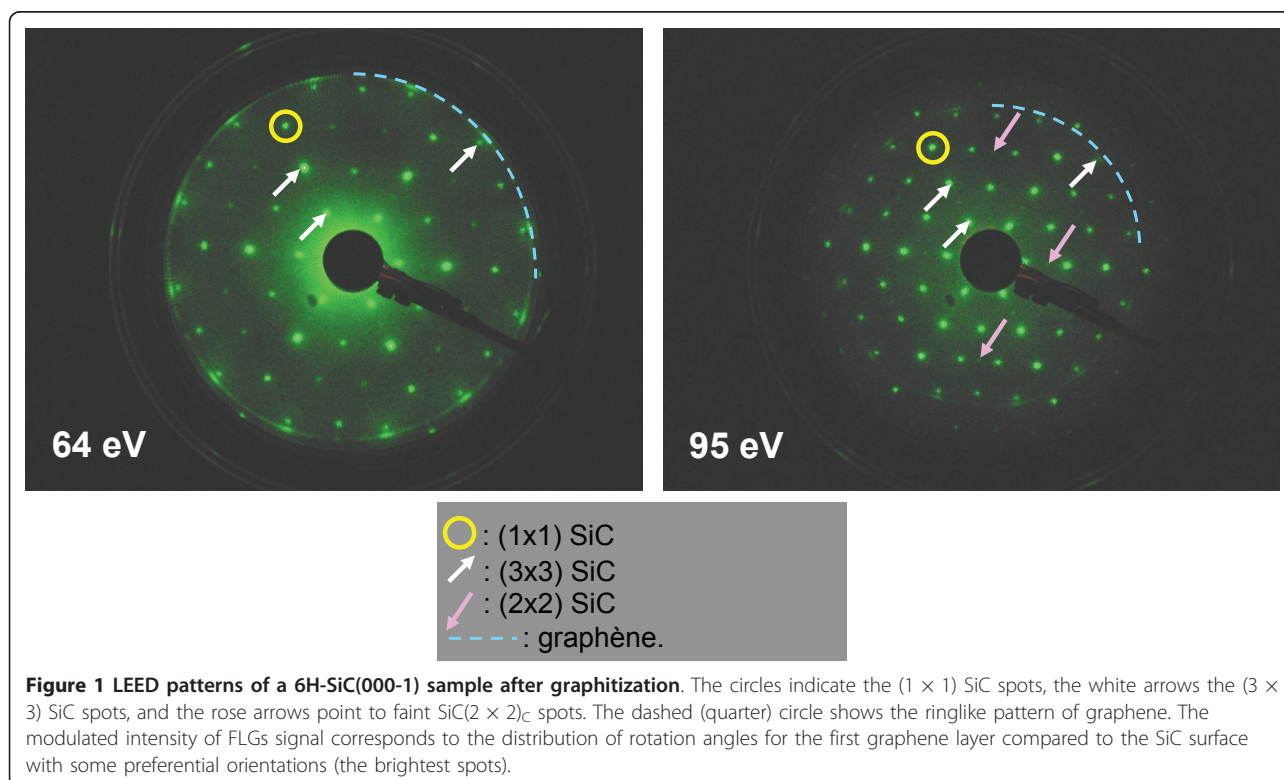 64 eV
95 eV
: (1x1) SiC
: (3x3) SiC
: (2x2) SiC
: graphène.
Figure 1 LEED patterns of a 6H-SiC(000-1) sample after graphitization. The circles indicate the (1 × 1) SiC spots, the white arrows the (3 ×
3) SiC spots, and the rose arrows point to faint SiC(2 × 2)C spots. The dashed (quarter) circle shows the ringlike pattern of graphene. The
modulated intensity of FLGs signal corresponds to the distribution of rotation angles for the first graphene layer compared to the SiC surface
with some preferential orientations (the brightest spots).